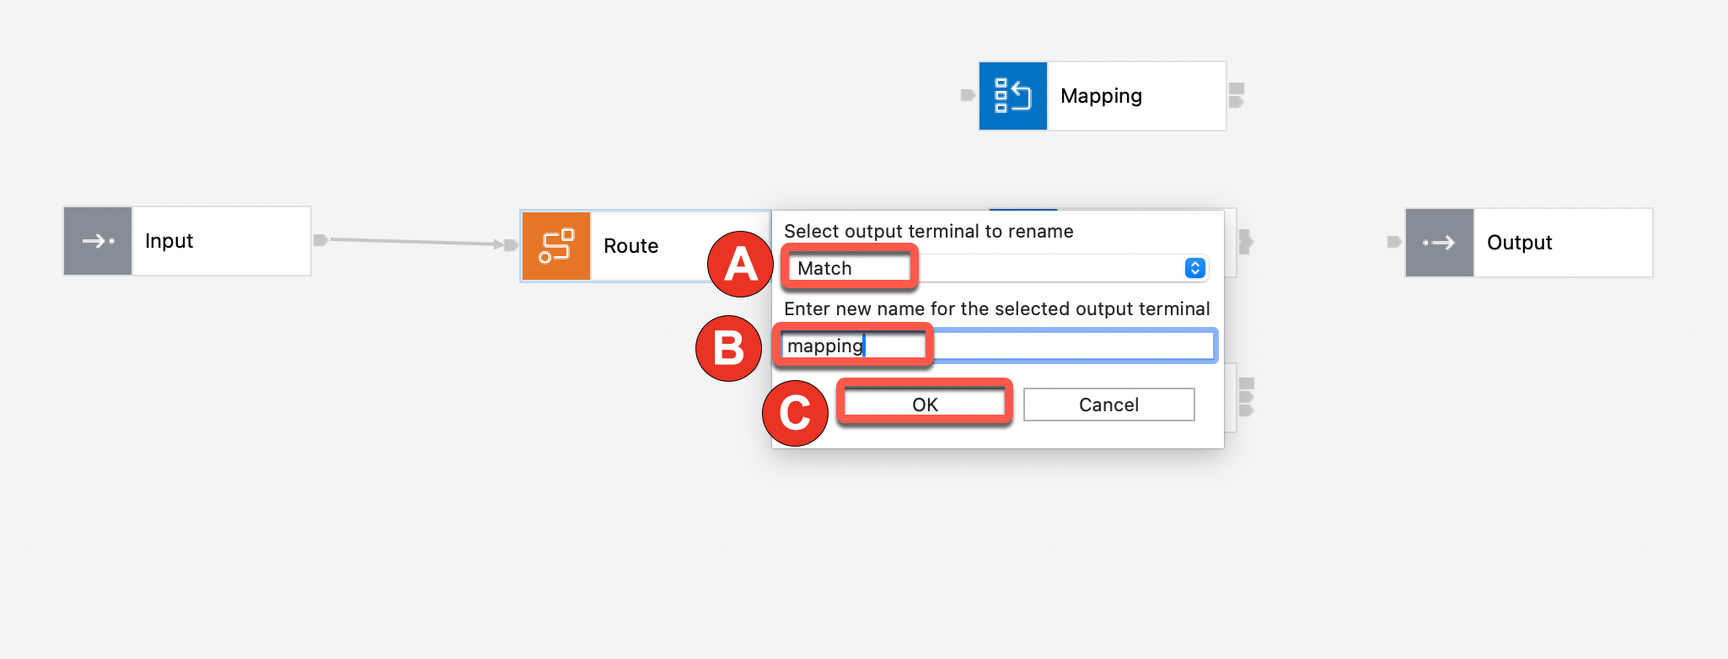 Mapping
Input
Route
Output
Select output terminal to rename
A
Match
Enter new name for the selected output terminal
B
mapping
C
OK
Cancel